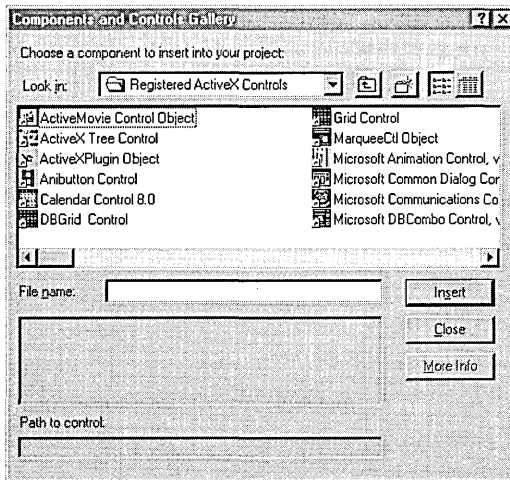 Components and Controls Gallery
Choose a component to insert into your project:
Look in: Registered ActiveX Controls
ActiveMovie Control Object
ActiveX Tree Control
ActiveXPlugin Object
Anibutton Control
Calendar Control 8.0
DBGrid Control
Grid Control
MarqueeCtl Object
Microsoft Animation Control, v
Microsoft Common Dialog Cor
Microsoft Communications Co
Microsoft DBCombo Control, v
File name:
Insert
Close
More Info
Path to control: